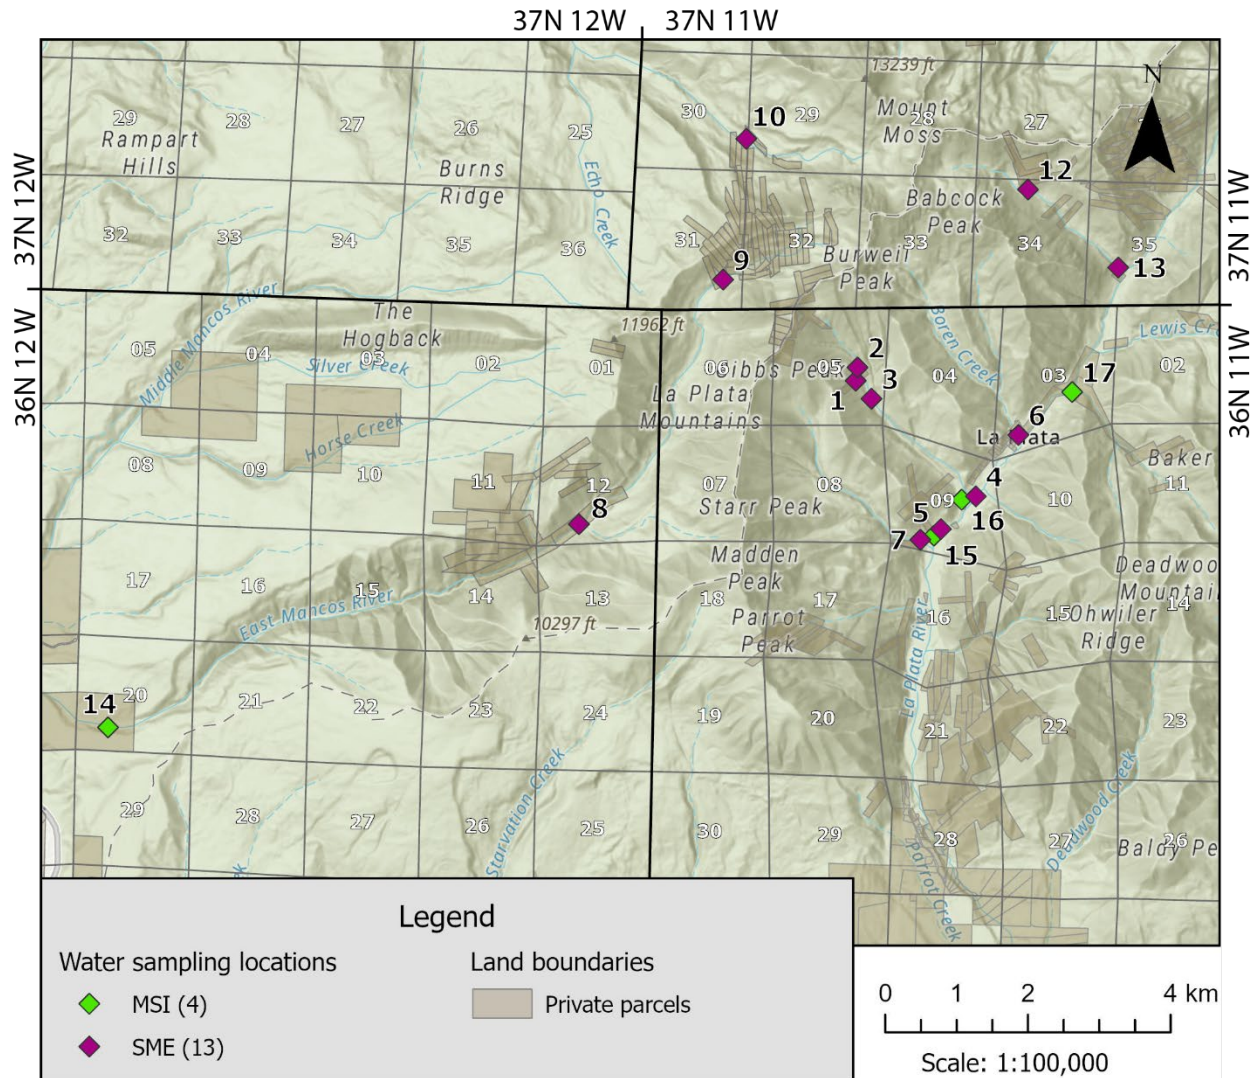 37N 12W
37N 11W
37N 12W
37N 11W
36N 12W
36N 11W
13239 ft
N
29
28
27
26
25
30
29
28
27
10
Mount
Moss
Rampart
Hills
Burns
Ridge
Echo Creek
12
Babcock
Peak
32
33
34
35
36
31
32
33
34
35
9
13
Burwell
Peak
Middle Mancos River
The
Hogback
11962 ft
Boren Creek
Lewis Cr
05
04
03
02
01
06
05
04
03
02
Silver Creek
Gibbs Peak
2
1
3
17
La Plata
Mountains
Horse Creek
6
La Plata
Baker
08
09
10
11
12
07
08
09
10
11
Starr Peak
4
16
5
7
15
8
Madden
Peak
Deadwoo
Mountai
17
16
15
14
13
18
17
16
15
14
East Mancos River
10297 ft
Parrot
Peak
Ohwiler
Ridge
La Plata River
14
20
21
22
23
24
19
20
21
22
23
Starvation Creek
Deadwood Creek
29
28
27
26
25
30
29
28
27
26
Baldy Pe
Parrot Creek
ek
Legend
Water sampling locations
MSI (4)
SME (13)
Land boundaries
Private parcels
0 1 2 4 km
Scale: 1:100,000